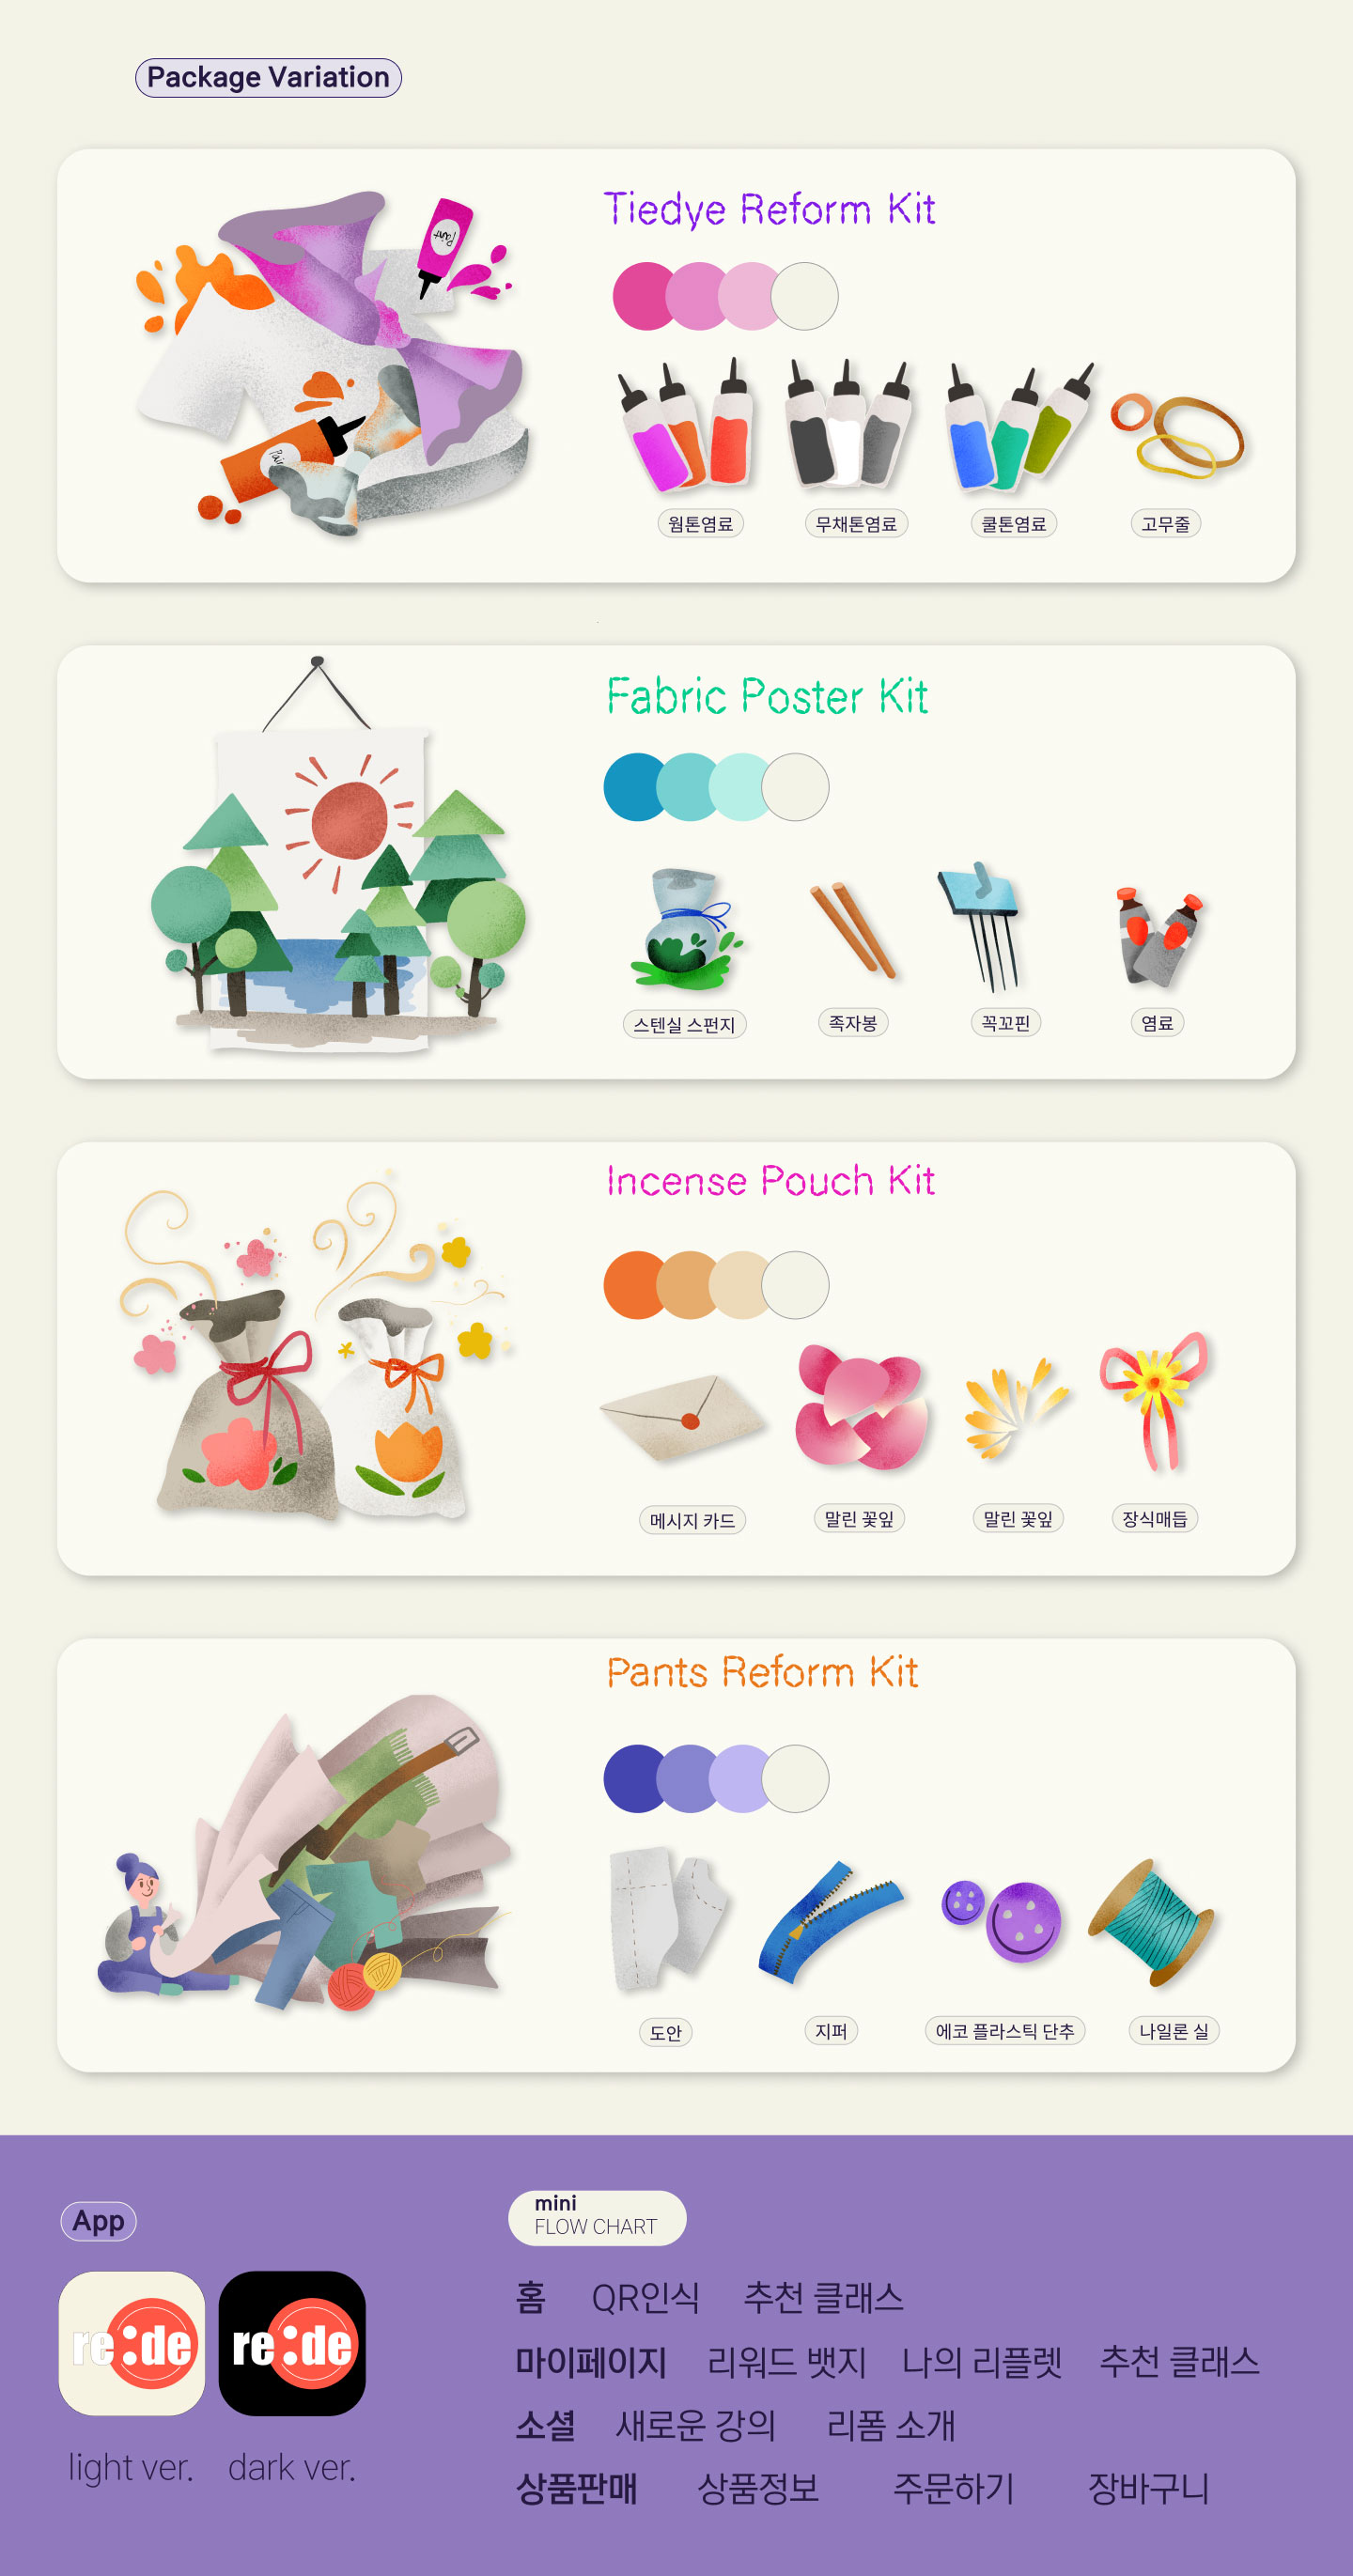 Package Variation
Tiedye Reform Kit
Paint
Paint
웜톤염료 무채톤염료 쿨톤염료 고무줄
Fabric Poster Kit
스텐실 스펀지 족자봉 꼭꼬핀 염료
Incense Pouch Kit
메시지 카드 말린 꽃잎 말린 꽃잎 장식매듭
Pants Reform Kit
도안 지퍼 에코 플라스틱 단추 나일론 실
App
re:de re:de
light ver. dark ver.
mini
FLOW CHART
홈 QR인식 추천 클래스
마이페이지 리워드 뱃지 나의 리플렛 추천 클래스
소셜 새로운 강의 리폼 소개
상품판매 상품정보 주문하기 장바구니